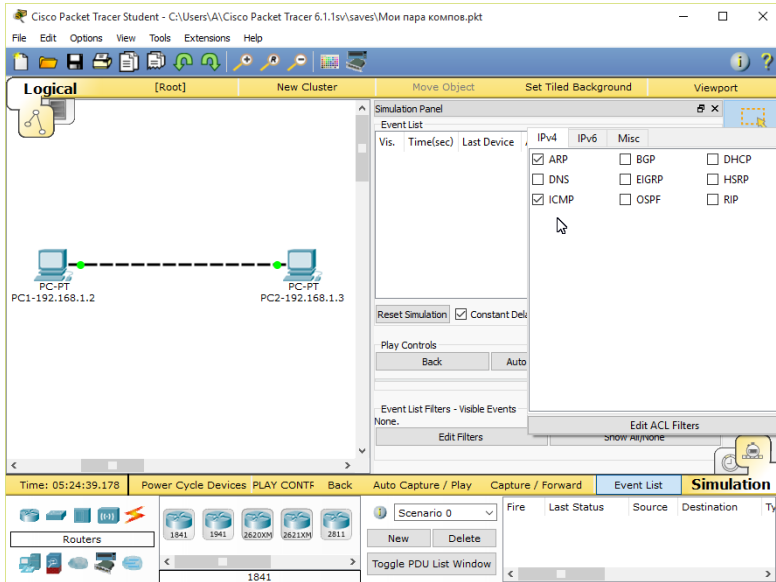 Cisco Packet Tracer Student - C:\Users\A\Cisco Packet Tracer 6.1.1sv\saves\Мои пара компов.pkt
File Edit Options View Tools Extensions Help
Logical [Root] New Cluster Move Object Set Tiled Background Viewport
Simulation Panel
Event List
Vis. Time(sec) Last Device
IPv4 IPv6 Misc
ARP BGP DHCP
DNS EIGRP HSRP
ICMP OSPF RIP
PC-PT
PC1-192.168.1.2
PC-PT
PC2-192.168.1.3
Reset Simulation Constant Dela
Play Controls
Back Auto
Event List Filters - Visible Events
None.
Edit Filters Show All/None
Edit ACL Filters
Time: 05:24:39.178 Power Cycle Devices PLAY CONTF Back Auto Capture / Play Capture / Forward Event List Simulation
Routers
1841 1941 2620XM 2621XM 2811
1841
Scenario 0
New Delete
Toggle PDU List Window
Fire Last Status Source Destination Ty